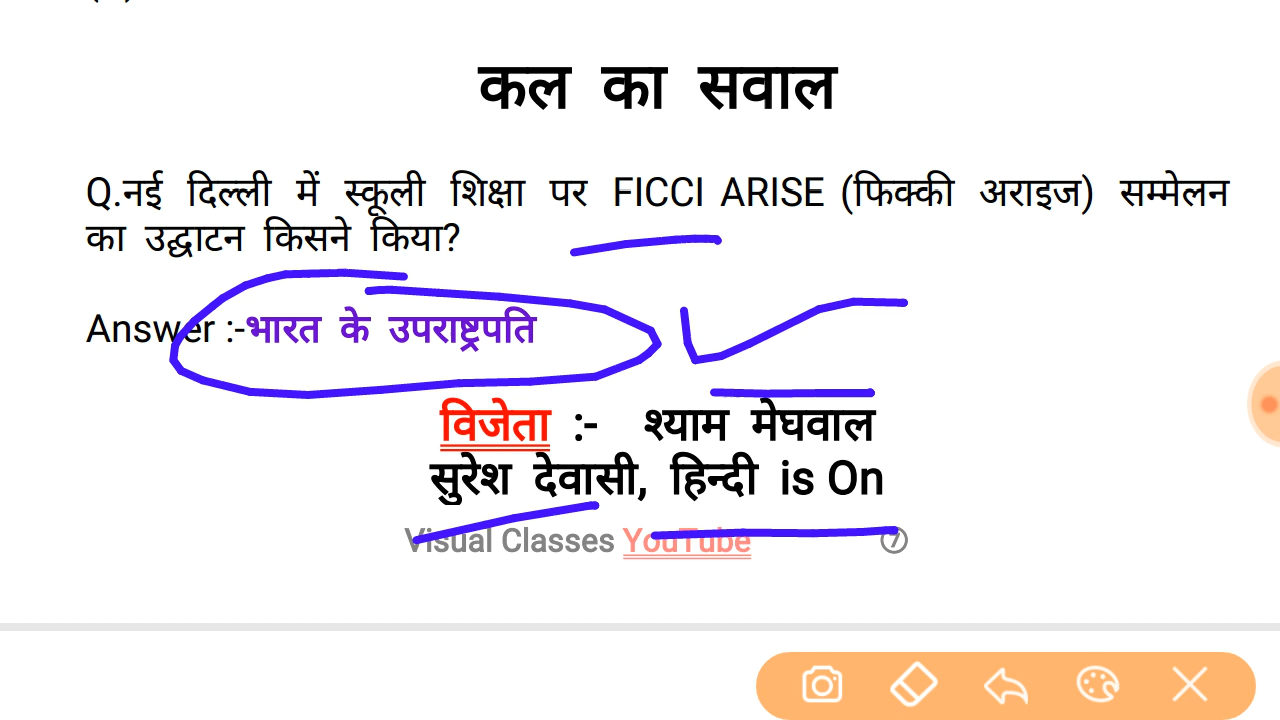 कल का सवाल
Q.नई दिल्ली में स्कूली शिक्षा पर FICCI ARISE (फिक्की अराइज) सम्मेलन
का उद्घाटन किसने किया?
Answer :-भारत के उपराष्ट्रपति
विजेता :- श्याम मेघवाल
सुरेश देवासी, हिन्दी is On
Visual Classes YouTube 7